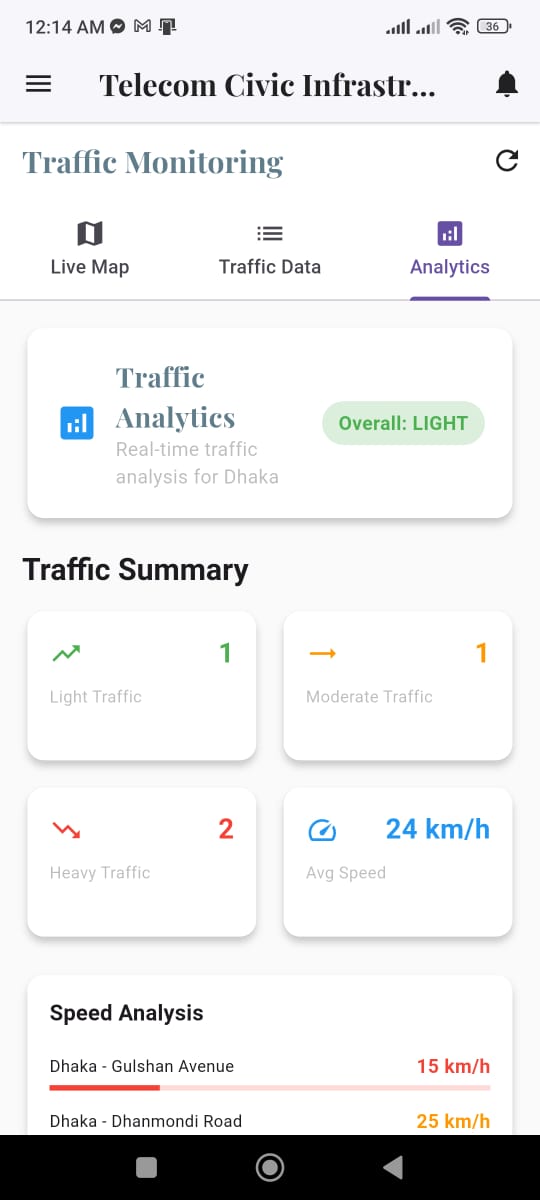 12:14 AM
36
Telecom Civic Infrastr...
Traffic Monitoring
Live Map
Traffic Data
Analytics
Traffic
Analytics
Real-time traffic
analysis for Dhaka
Overall: LIGHT
Traffic Summary
1
Light Traffic
1
Moderate Traffic
2
Heavy Traffic
24 km/h
Avg Speed
Speed Analysis
Dhaka - Gulshan Avenue 15 km/h
Dhaka - Dhanmondi Road 25 km/h